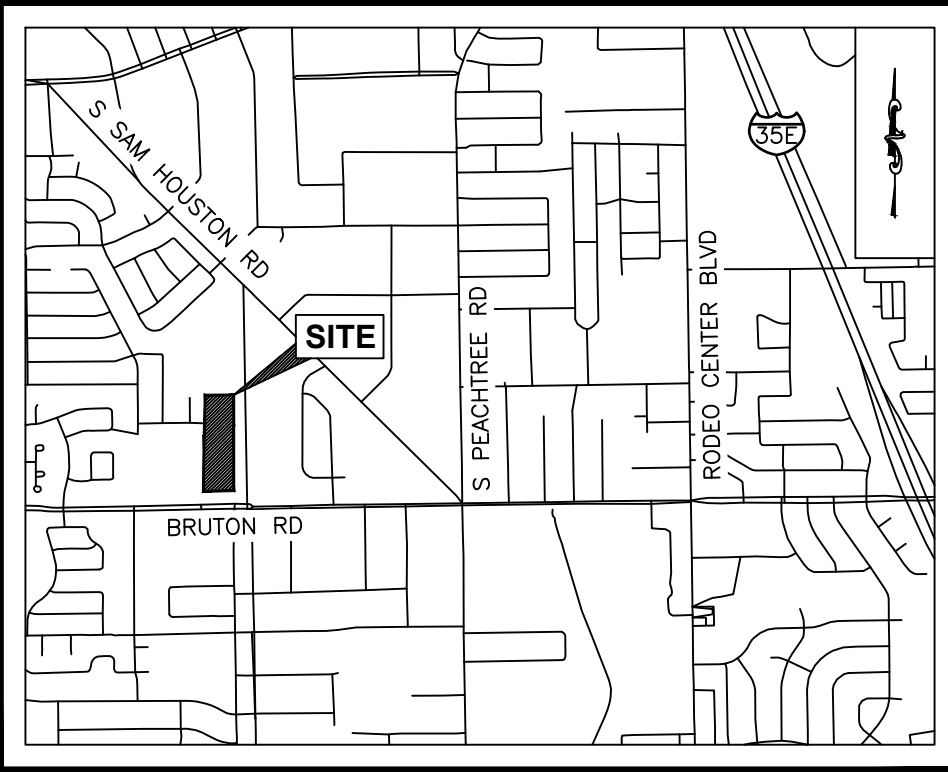 S SAM HOUSTON RD
35E
SITE
S PEACHTREE RD
RODEO CENTER BLVD
BRUTON RD